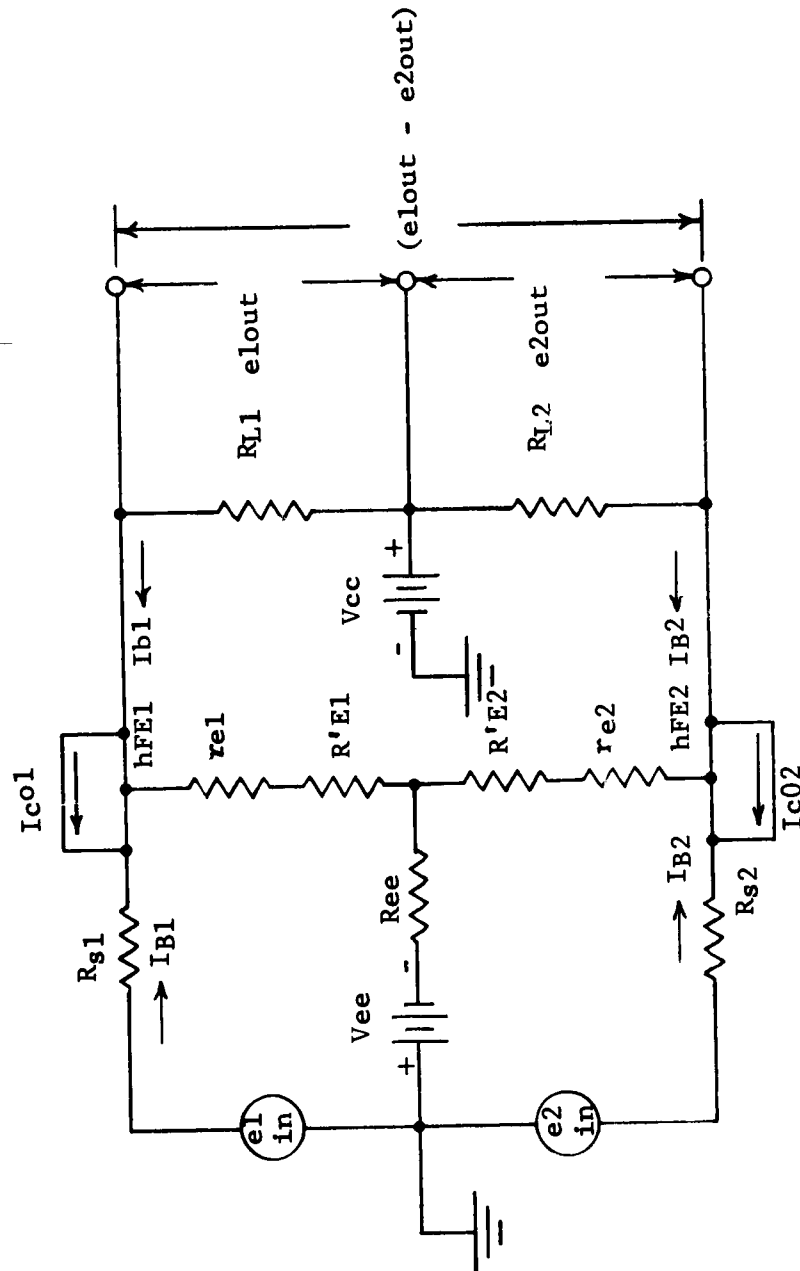 Ico1
Rs1
IB1
hFE1 Ib1
re1
R'E1
RL1 e1out
e1
in
Vee
+
-
Ree
Vcc
-
+
(e1out - e2out)
e2
in
R'E2
re2
RL2 e2out
IB2
Rs2
hFE2 IB2
Ic02